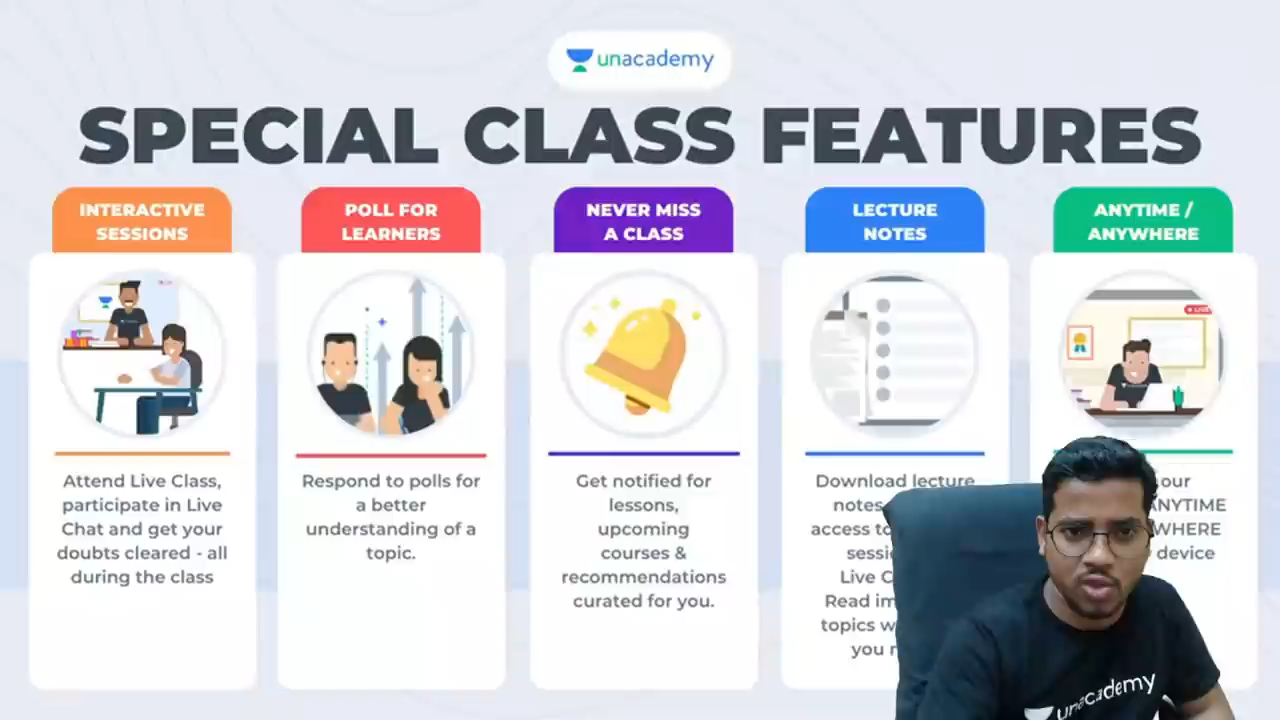 unacademy
SPECIAL CLASS FEATURES
INTERACTIVE
SESSIONS
Attend Live Class,
participate in Live
Chat and get your
doubts cleared - all
during the class
POLL FOR
LEARNERS
Respond to polls for
a better
understanding of a
topic.
NEVER MISS
A CLASS
Get notified for
lessons,
upcoming
courses &
recommendations
curated for you.
LECTURE
NOTES
Download lecture
notes
access to
Live
Read
topics
you
ANYTIME /
ANYWHERE
LIVE
our
ANYTIME
device
unacademy